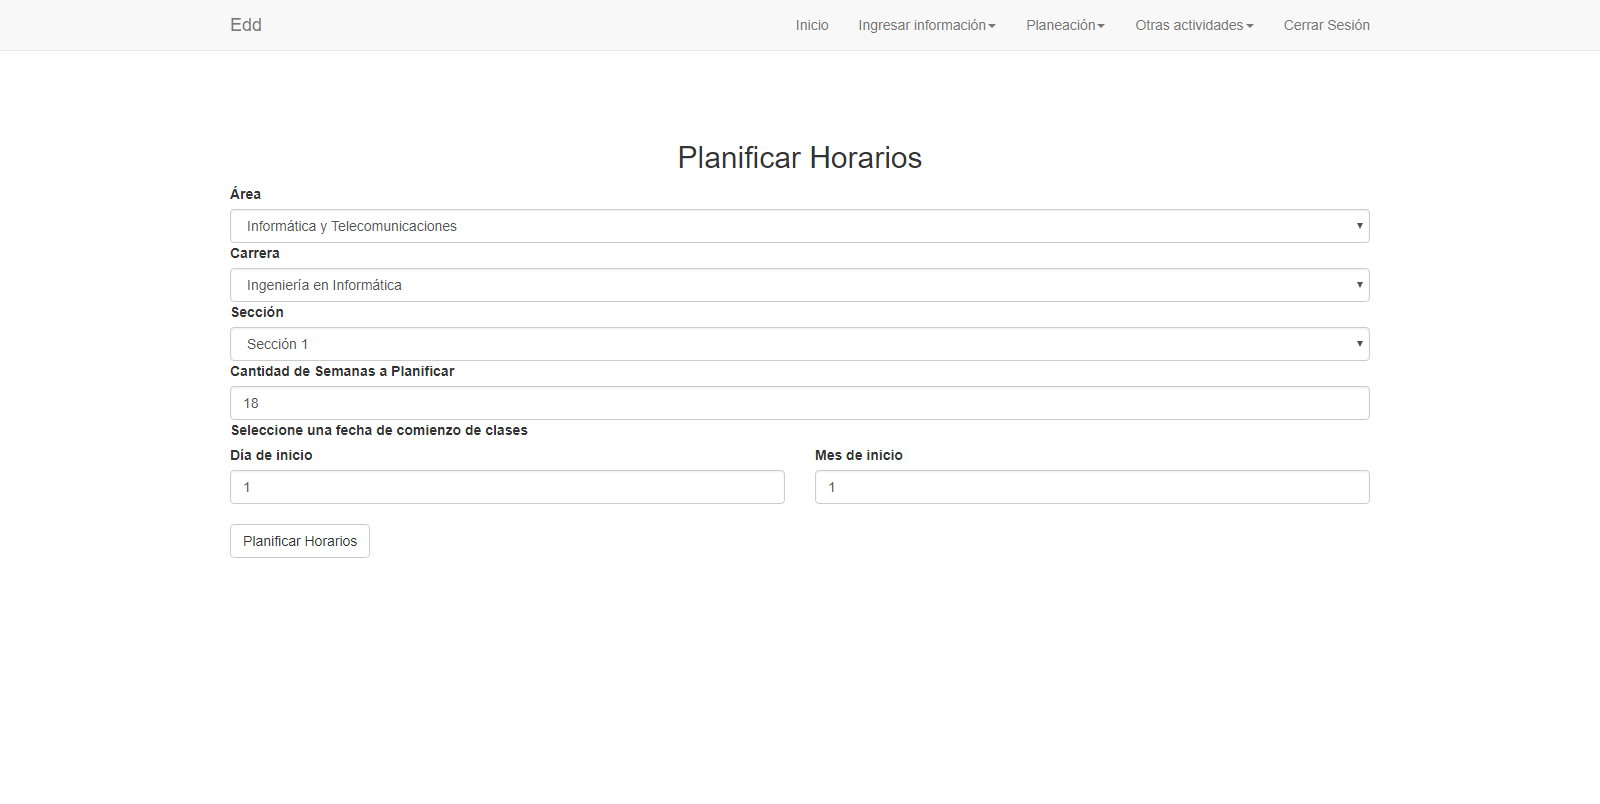 Edd Inicio Ingresar información Planeación Otras actividades Cerrar Sesión
Planificar Horarios
Área
Informática y Telecomunicaciones
Carrera
Ingeniería en Informática
Sección
Sección 1
Cantidad de Semanas a Planificar
18
Seleccione una fecha de comienzo de clases
Día de inicio Mes de inicio
1 1
Planificar Horarios